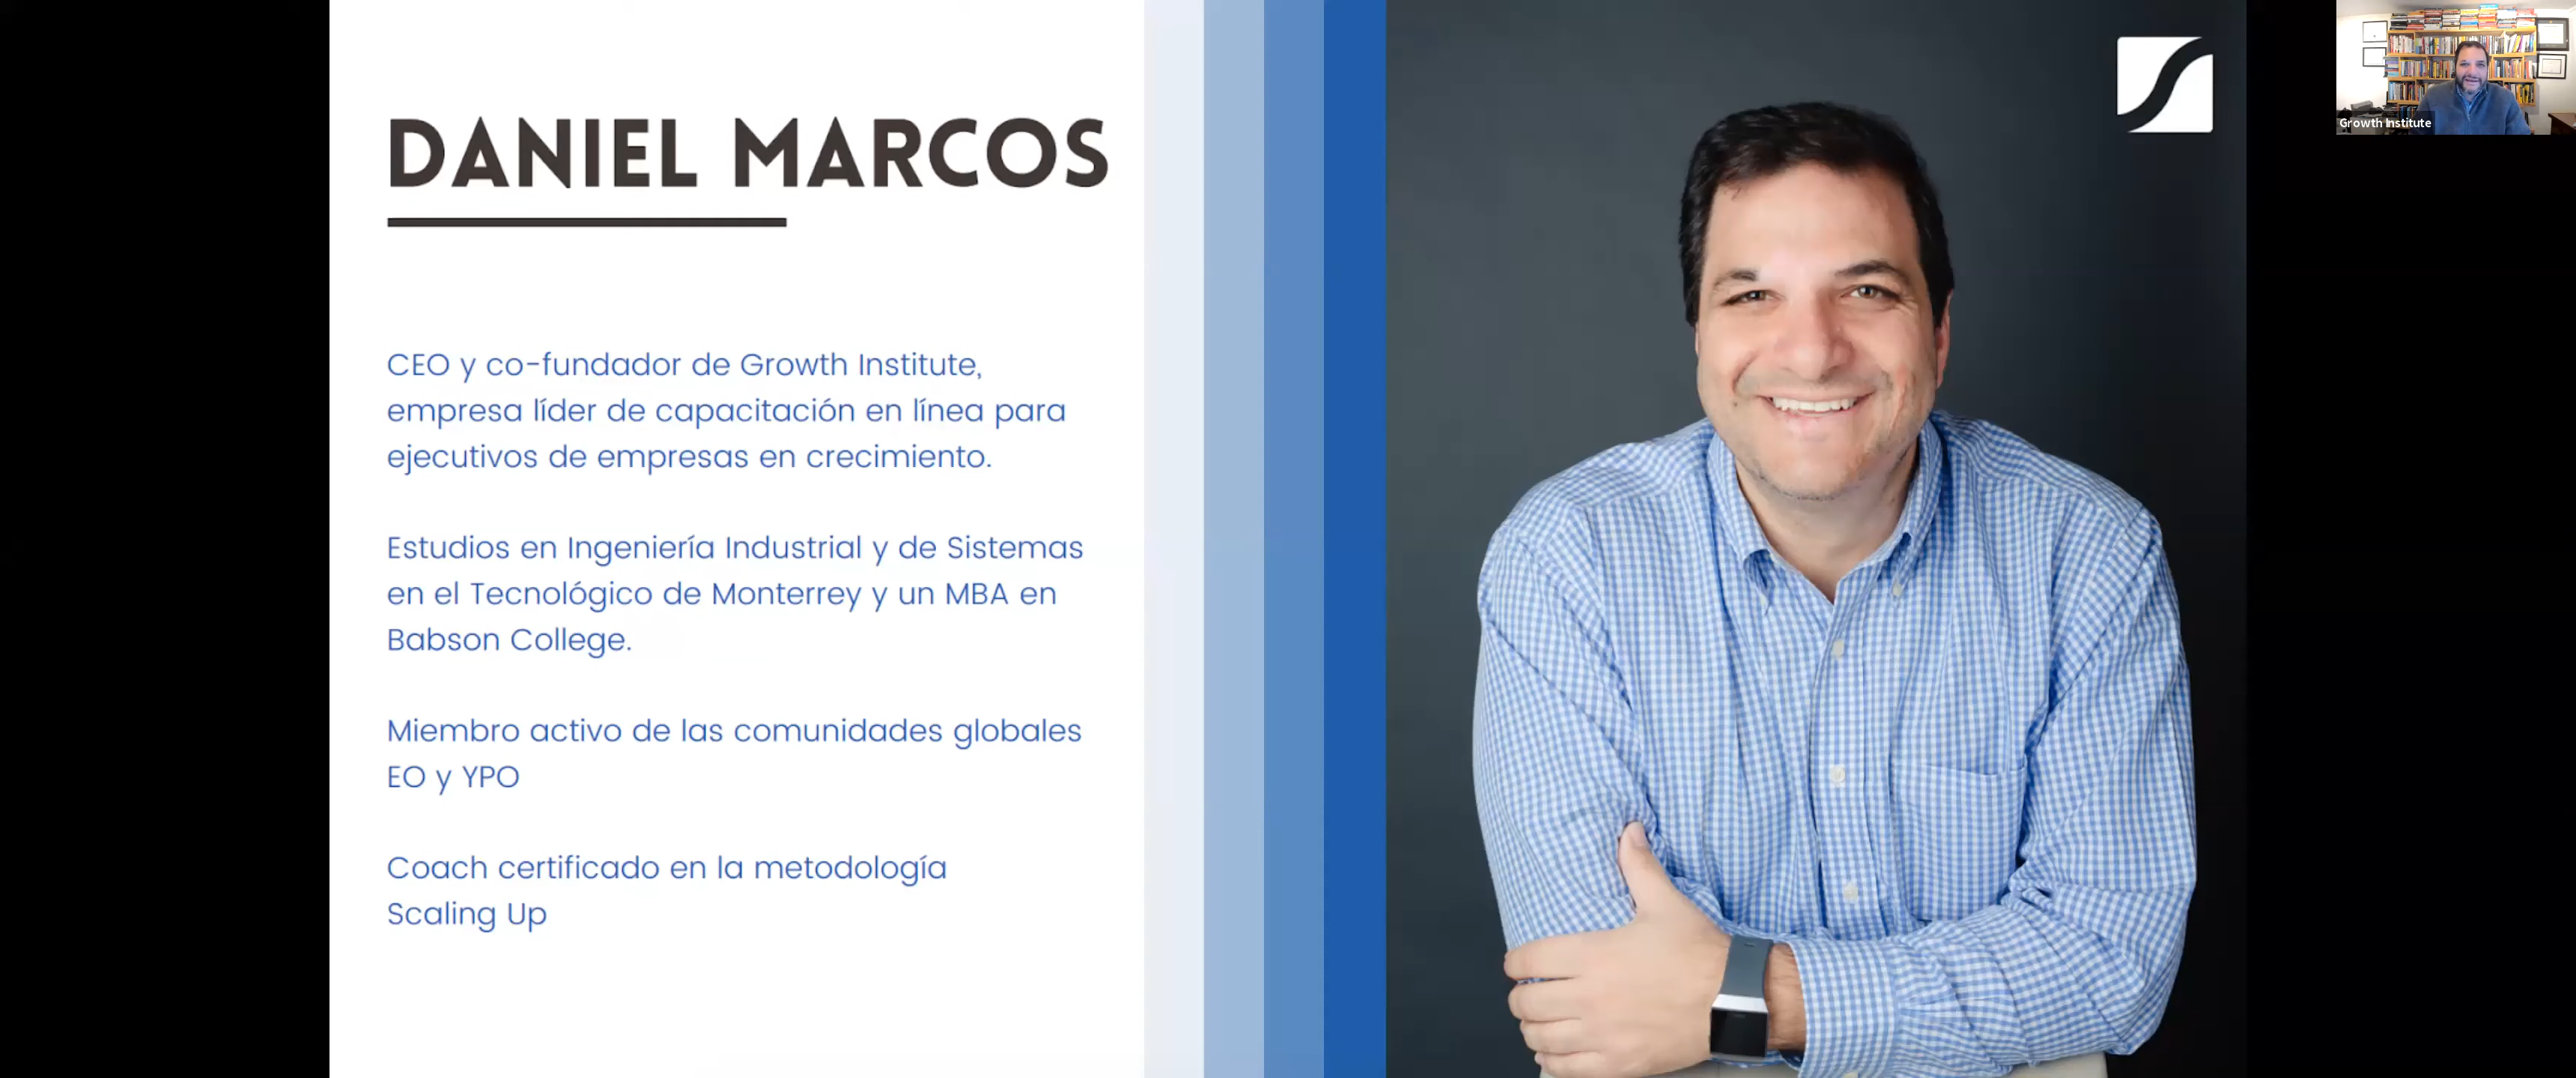 DANIEL MARCOS
CEO y co-fundador de Growth Institute,
empresa líder de capacitación en línea para
ejecutivos de empresas en crecimiento.
Estudios en Ingeniería Industrial y de Sistemas
en el Tecnológico de Monterrey y un MBA en
Babson College.
Miembro activo de las comunidades globales
EO y YPO
Coach certificado en la metodología
Scaling Up
Growth Institute